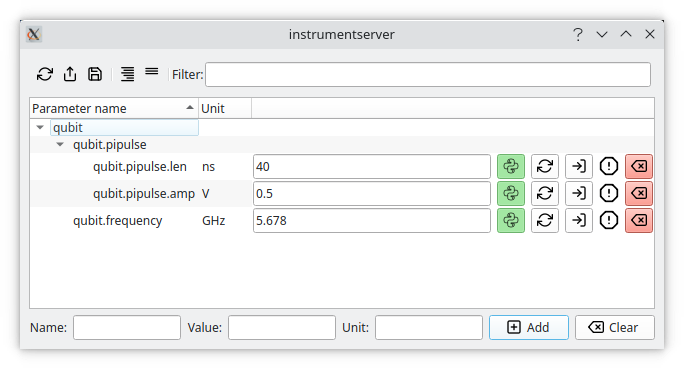 instrumentserver
Filter:
Parameter name Unit
qubit
qubit.pipulse
qubit.pipulse.len ns 40
qubit.pipulse.amp V 0.5
qubit.frequency GHz 5.678
Name: Value: Unit: Add Clear